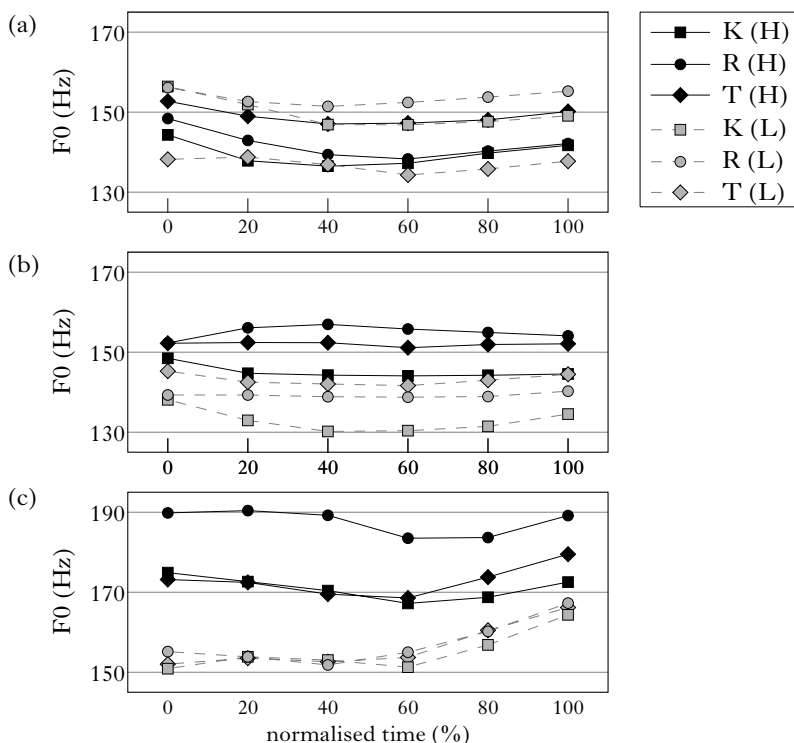 (a)
F0 (Hz)
170
150
130
0 20 40 60 80 100
K (H)
R (H)
T (H)
K (L)
R (L)
T (L)
(b)
F0 (Hz)
170
150
130
0 20 40 60 80 100
(c)
F0 (Hz)
190
170
150
0 20 40 60 80 100
normalised time (%)